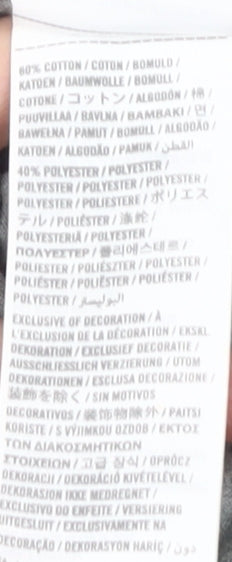 60% COTTON / COTON / BOMULD /
KATOEN / BAUMWOLLE / BOMULL /
COTONE / コットン / ALGODÓN / 棉 /
PUUVILLAA / BAVLNA / BAMBAKI / 면 /
BAWEŁNA / PAMUT / BOMULL / ALGODÃO /
KATOEN / ALGODÃO / PAMUK / القطن
40% POLYESTER / POLYESTER /
POLYESTER / POLYESTER / POLYESTER /
POLYESTER / POLIESTERE / ポリエス
テル / POLIÉSTER / 涤纶 /
POLYESTERIÄ / POLYESTER /
ΠΟΛΥΕΣΤΕΡ / 폴리에스테르 /
POLIESTER / POLIÉSZTER / POLYESTER /
POLIÉSTER / POLIÉSTER / POLIÉSTER /
POLYESTER / البوليستر
EXCLUSIVE OF DECORATION / À
L'EXCLUSION DE LA DÉCORATION / EKSKL.
DEKORATION / EXCLUSIEF DECORATIE /
AUSSCHLIESSLICH VERZIERUNG / UTOM
DEKORATIONEN / ESCLUSA DECORAZIONE /
装飾を除く / SIN MOTIVOS
DECORATIVOS / 装饰物除外 / PAITSI
KORISTE / S VÝJIMKOU OZDOB / ΕΚΤΟΣ
ΤΩΝ ΔΙΑΚΟΣΜΗΤΙΚΩΝ
ΣΤΟΙΧΕΙΩΝ / 고급 장식 / OPRÓCZ
DEKORACJI / DEKORÁCIÓ KIVÉTELÉVEL /
DEKORASJON IKKE MEDREGNET /
EXCLUSIVO DO ENFEITE / VERSIERING
UITGESLUIT / EXCLUSIVAMENTE NA
DECORAÇÃO / DEKORASYON HARİÇ / دون